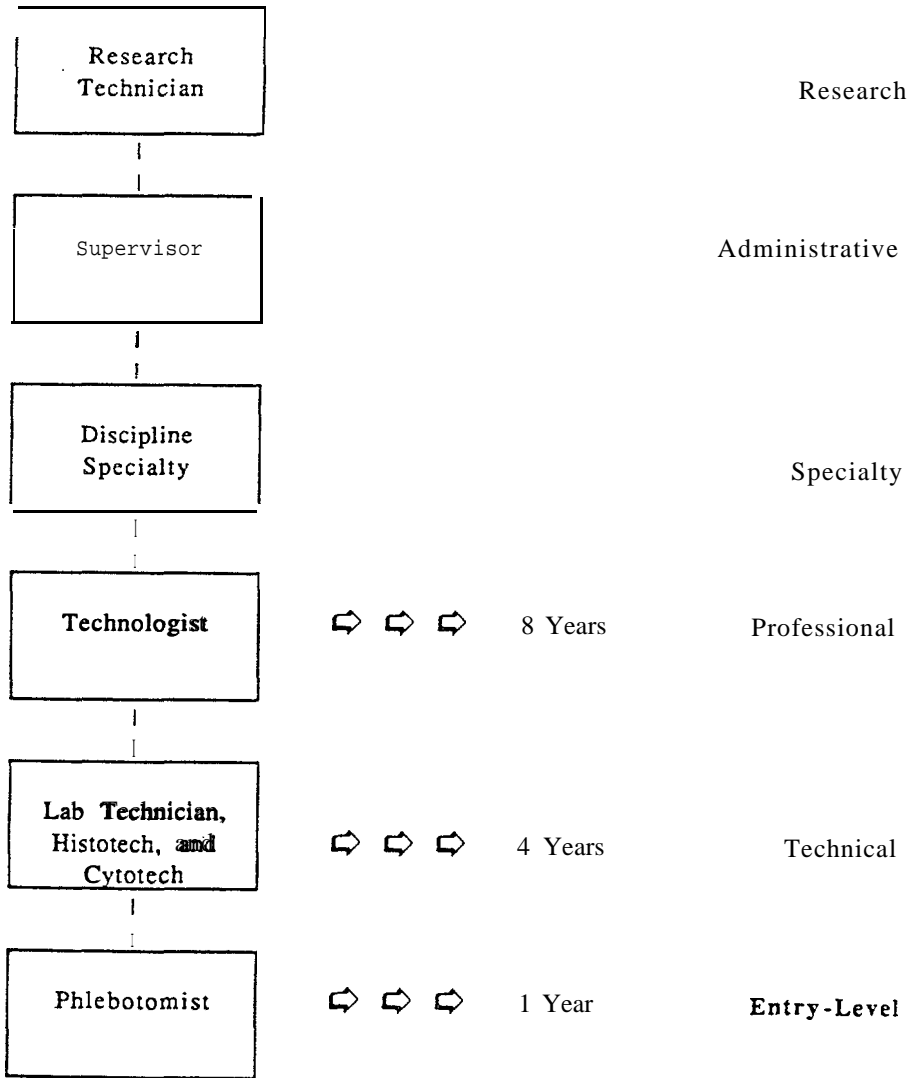 Research
Technician
Research
Supervisor
Administrative
Discipline
Specialty
Specialty
Technologist
8 Years
Professional
Lab Technician,
Histotech, and
Cytotech
4 Years
Technical
Phlebotomist
1 Year
Entry-Level